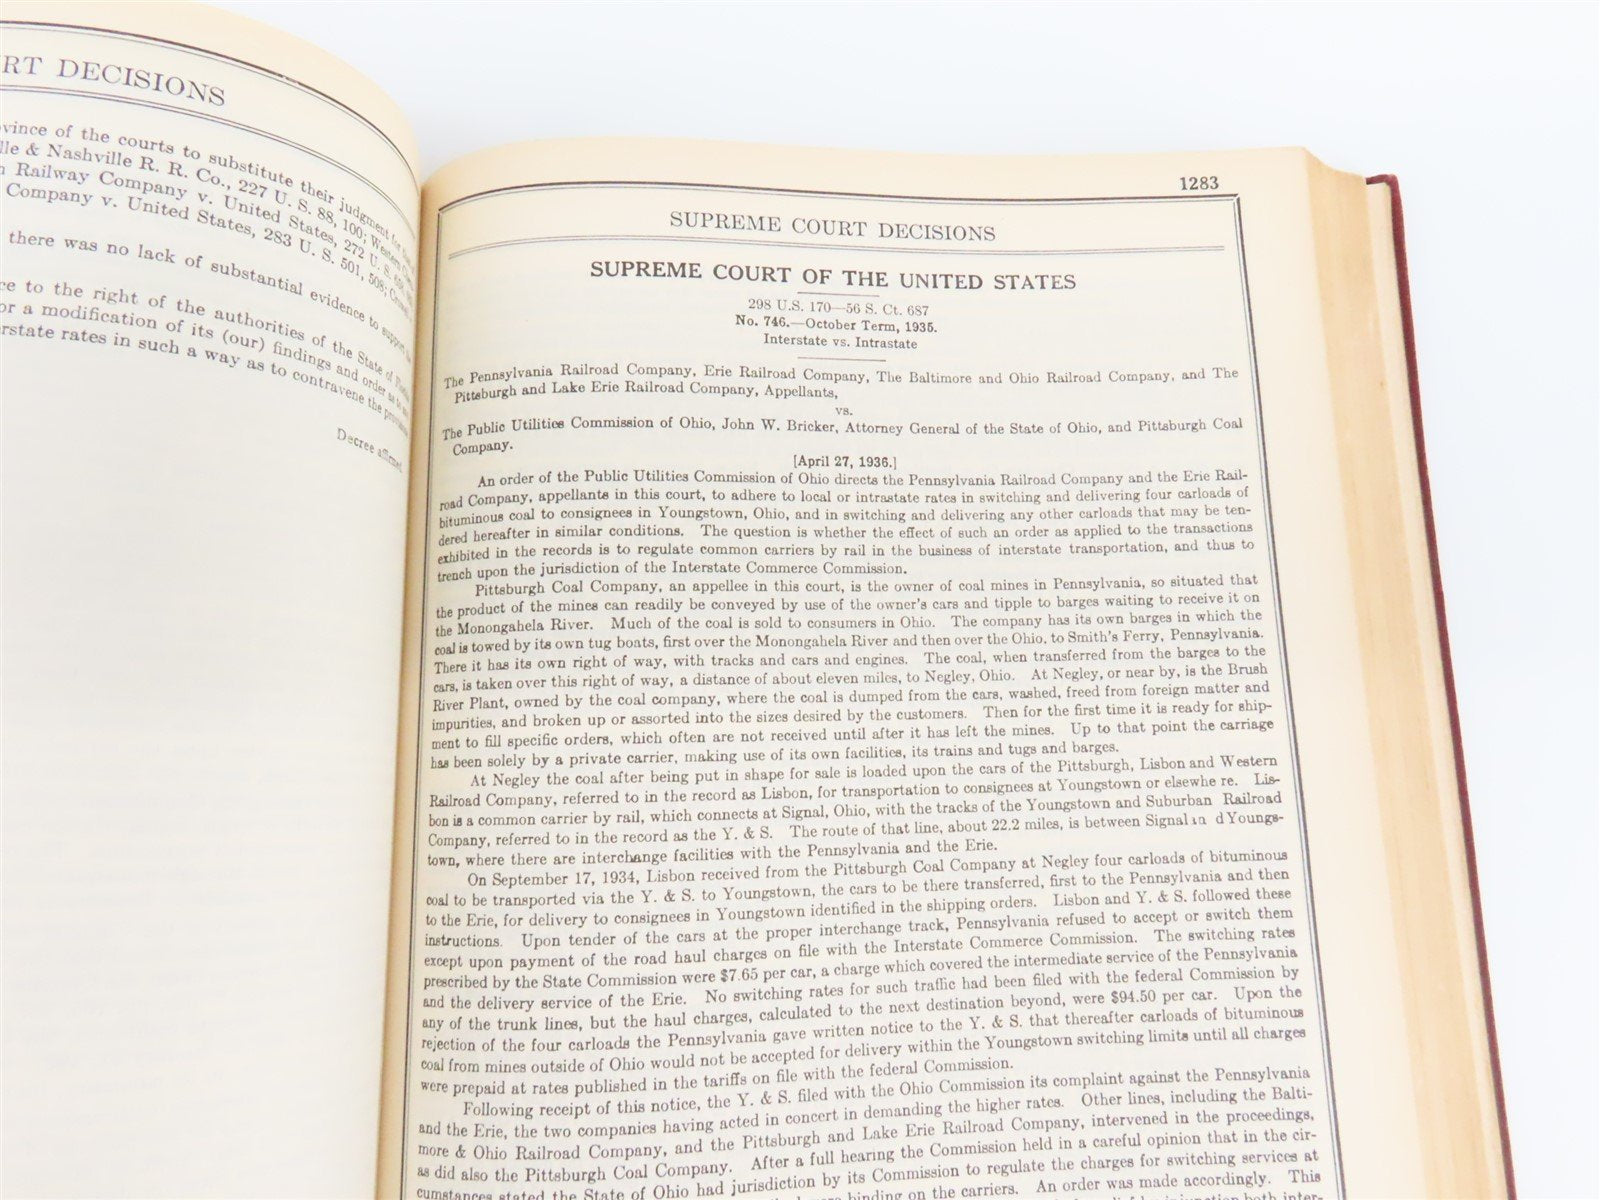 RT DECISIONS
vince of the courts to substitute their judgment for
lle & Nashville R. R. Co., 227 U. S. 88, 100; Western
n Railway Company v. United States, 272 U. S.
Company v. United States, 283 U. S. 501, 508;
there was no lack of substantial evidence to support
ce to the right of the authorities of the State of
or a modification of its (our) findings and order
rstate rates in such a way as to contravene the
Decree affirmed.
1283
SUPREME COURT DECISIONS
SUPREME COURT OF THE UNITED STATES
298 U.S. 170—56 S. Ct. 687
No. 746.—October Term, 1935.
Interstate vs. Intrastate
The Pennsylvania Railroad Company, Erie Railroad Company, The Baltimore and Ohio Railroad Company, and The
Pittsburgh and Lake Erie Railroad Company, Appellants,
vs.
The Public Utilities Commission of Ohio, John W. Bricker, Attorney General of the State of Ohio, and Pittsburgh Coal
Company.
[April 27, 1936.]
An order of the Public Utilities Commission of Ohio directs the Pennsylvania Railroad Company and the Erie Rail-
road Company, appellants in this court, to adhere to local or intrastate rates in switching and delivering four carloads of
bituminous coal to consignees in Youngstown, Ohio, and in switching and delivering any other carloads that may be ten-
dered hereafter in similar conditions. The question is whether the effect of such an order as applied to the transactions
exhibited in the records is to regulate common carriers by rail in the business of interstate transportation, and thus to
trench upon the jurisdiction of the Interstate Commerce Commission.
Pittsburgh Coal Company, an appellee in this court, is the owner of coal mines in Pennsylvania, so situated that
the product of the mines can readily be conveyed by use of the owner's cars and tipple to barges waiting to receive it on
the Monongahela River. Much of the coal is sold to consumers in Ohio. The company has its own barges in which the
coal is towed by its own tug boats, first over the Monongahela River and then over the Ohio, to Smith's Ferry, Pennsylvania.
There it has its own right of way, with tracks and cars and engines. The coal, when transferred from the barges to the
cars, is taken over this right of way, a distance of about eleven miles, to Negley, Ohio. At Negley, or near by, is the Brush
River Plant, owned by the coal company, where the coal is dumped from the cars, washed, freed from foreign matter and
impurities, and broken up or assorted into the sizes desired by the customers. Then for the first time it is ready for ship-
ment to fill specific orders, which often are not received until after it has left the mines. Up to that point the carriage
has been solely by a private carrier, making use of its own facilities, its trains and tugs and barges.
At Negley the coal after being put in shape for sale is loaded upon the cars of the Pittsburgh, Lisbon and Western
Railroad Company, referred to in the record as Lisbon, for transportation to consignees at Youngstown or elsewhe re. Lis-
bon is a common carrier by rail, which connects at Signal, Ohio, with the tracks of the Youngstown and Suburban Railroad
Company, referred to in the record as the Y. & S. The route of that line, about 22.2 miles, is between Signal a n d Youngs-
town, where there are interchange facilities with the Pennsylvania and the Erie.
On September 17, 1934, Lisbon received from the Pittsburgh Coal Company at Negley four carloads of bituminous
coal to be transported via the Y. & S. to Youngstown, the cars to be there transferred, first to the Pennsylvania and then
to the Erie, for delivery to consignees in Youngstown identified in the shipping orders. Lisbon and Y. & S. followed these
instructions. Upon tender of the cars at the proper interchange track, Pennsylvania refused to accept or switch them
except upon payment of the road haul charges on file with the Interstate Commerce Commission. The switching rates
prescribed by the State Commission were $7.65 per car, a charge which covered the intermediate service of the Pennsylvania
and the delivery service of the Erie. No switching rates for such traffic had been filed with the federal Commission by
any of the trunk lines, but the haul charges, calculated to the next destination beyond, were $94.50 per car. Upon the
rejection of the four carloads the Pennsylvania gave written notice to the Y. & S. that thereafter carloads of bituminous
coal from mines outside of Ohio would not be accepted for delivery within the Youngstown switching limits until all charges
were prepaid at rates published in the tariffs on file with the federal Commission.
Following receipt of this notice, the Y. & S. filed with the Ohio Commission its complaint against the Pennsylvania
and the Erie, the two companies having acted in concert in demanding the higher rates. Other lines, including the Balti-
more & Ohio Railroad Company, and the Pittsburgh and Lake Erie Railroad Company, intervened in the proceedings,
as did also the Pittsburgh Coal Company. After a full hearing the Commission held in a careful opinion that in the cir-
cumstances stated the State of Ohio had jurisdiction by its Commission to regulate the charges for switching services at
binding on the carriers. An order was made accordingly. This
injunction both inter-